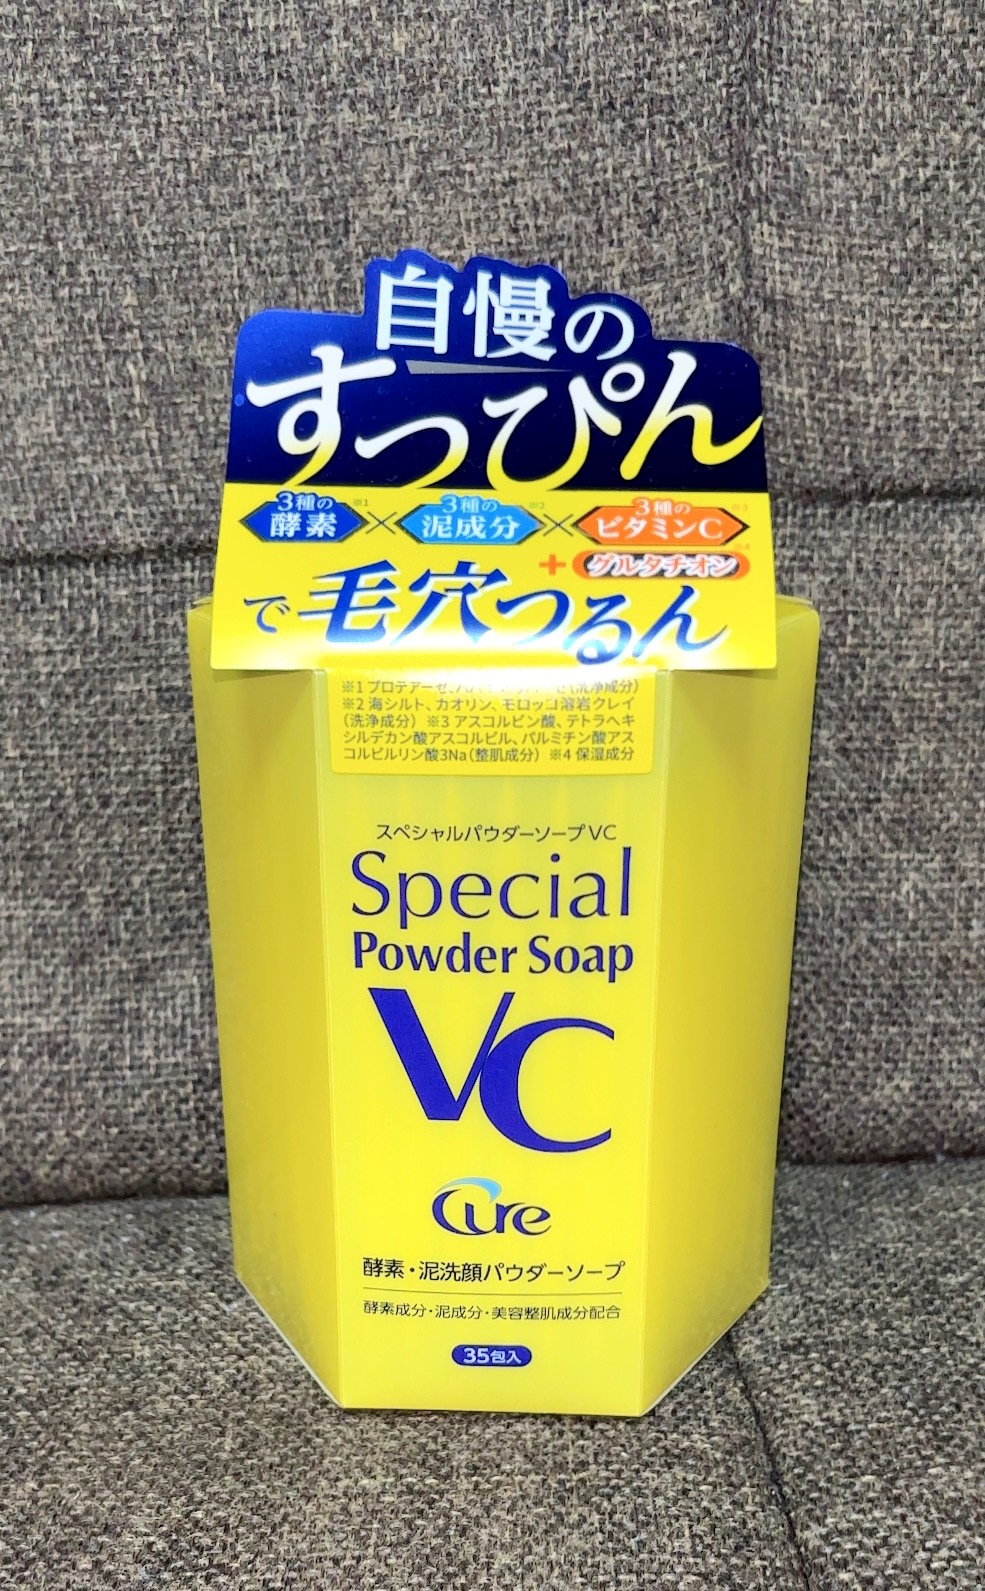 自慢の
すっぴん
3種の酵素※1×3種の泥成分※2×3種のビタミンC※3
+グルタチオン※4
で毛穴つるん
※1 プロテアーゼ、(洗浄成分)
※2 海シルト、カオリン、モロッコ溶岩クレイ
(洗浄成分) ※3 アスコルビン酸、テトラヘキ
シルデカン酸アスコルビル、パルミチン酸アス
コルビルリン酸3Na(整肌成分) ※4 保湿成分
スペシャルパウダーソープVC
Special
Powder Soap
VC
Cure
酵素・泥洗顔パウダーソープ
酵素成分・泥成分・美容整肌成分配合
35包入